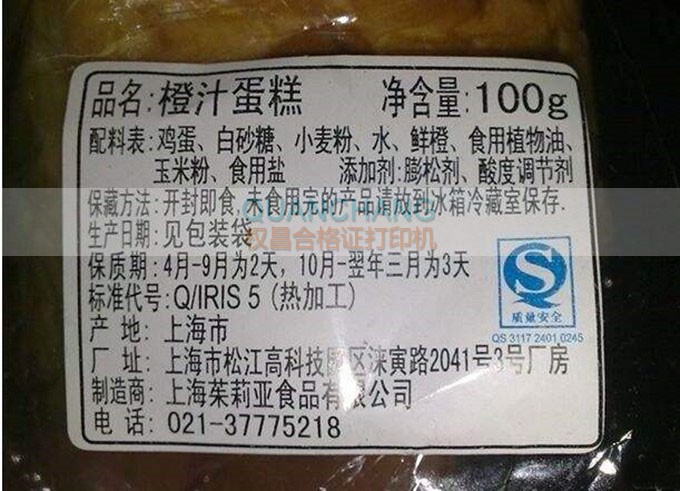 品名:橙汁蛋糕 净含量:100g
配料表:鸡蛋、白砂糖、小麦粉、水、鲜橙、食用植物油、
玉米粉、食用盐 添加剂:膨松剂、酸度调节剂
保藏方法:开封即食,未食用完的产品请放到冰箱冷藏室保存.
QUANCHANG
生产日期:见包装袋
权昌合格证打印机
保质期:4月-9月为2天，10月-翌年三月为3天
标准代号:Q/IRIS 5 (热加工)
质量安全
QS 3117 2401 0245
产 地: 上海市
厂 址: 上海市松江高科技园区涞寅路2041号3号厂房
制造商: 上海茱莉亚食品有限公司
电 话: 021-37775218